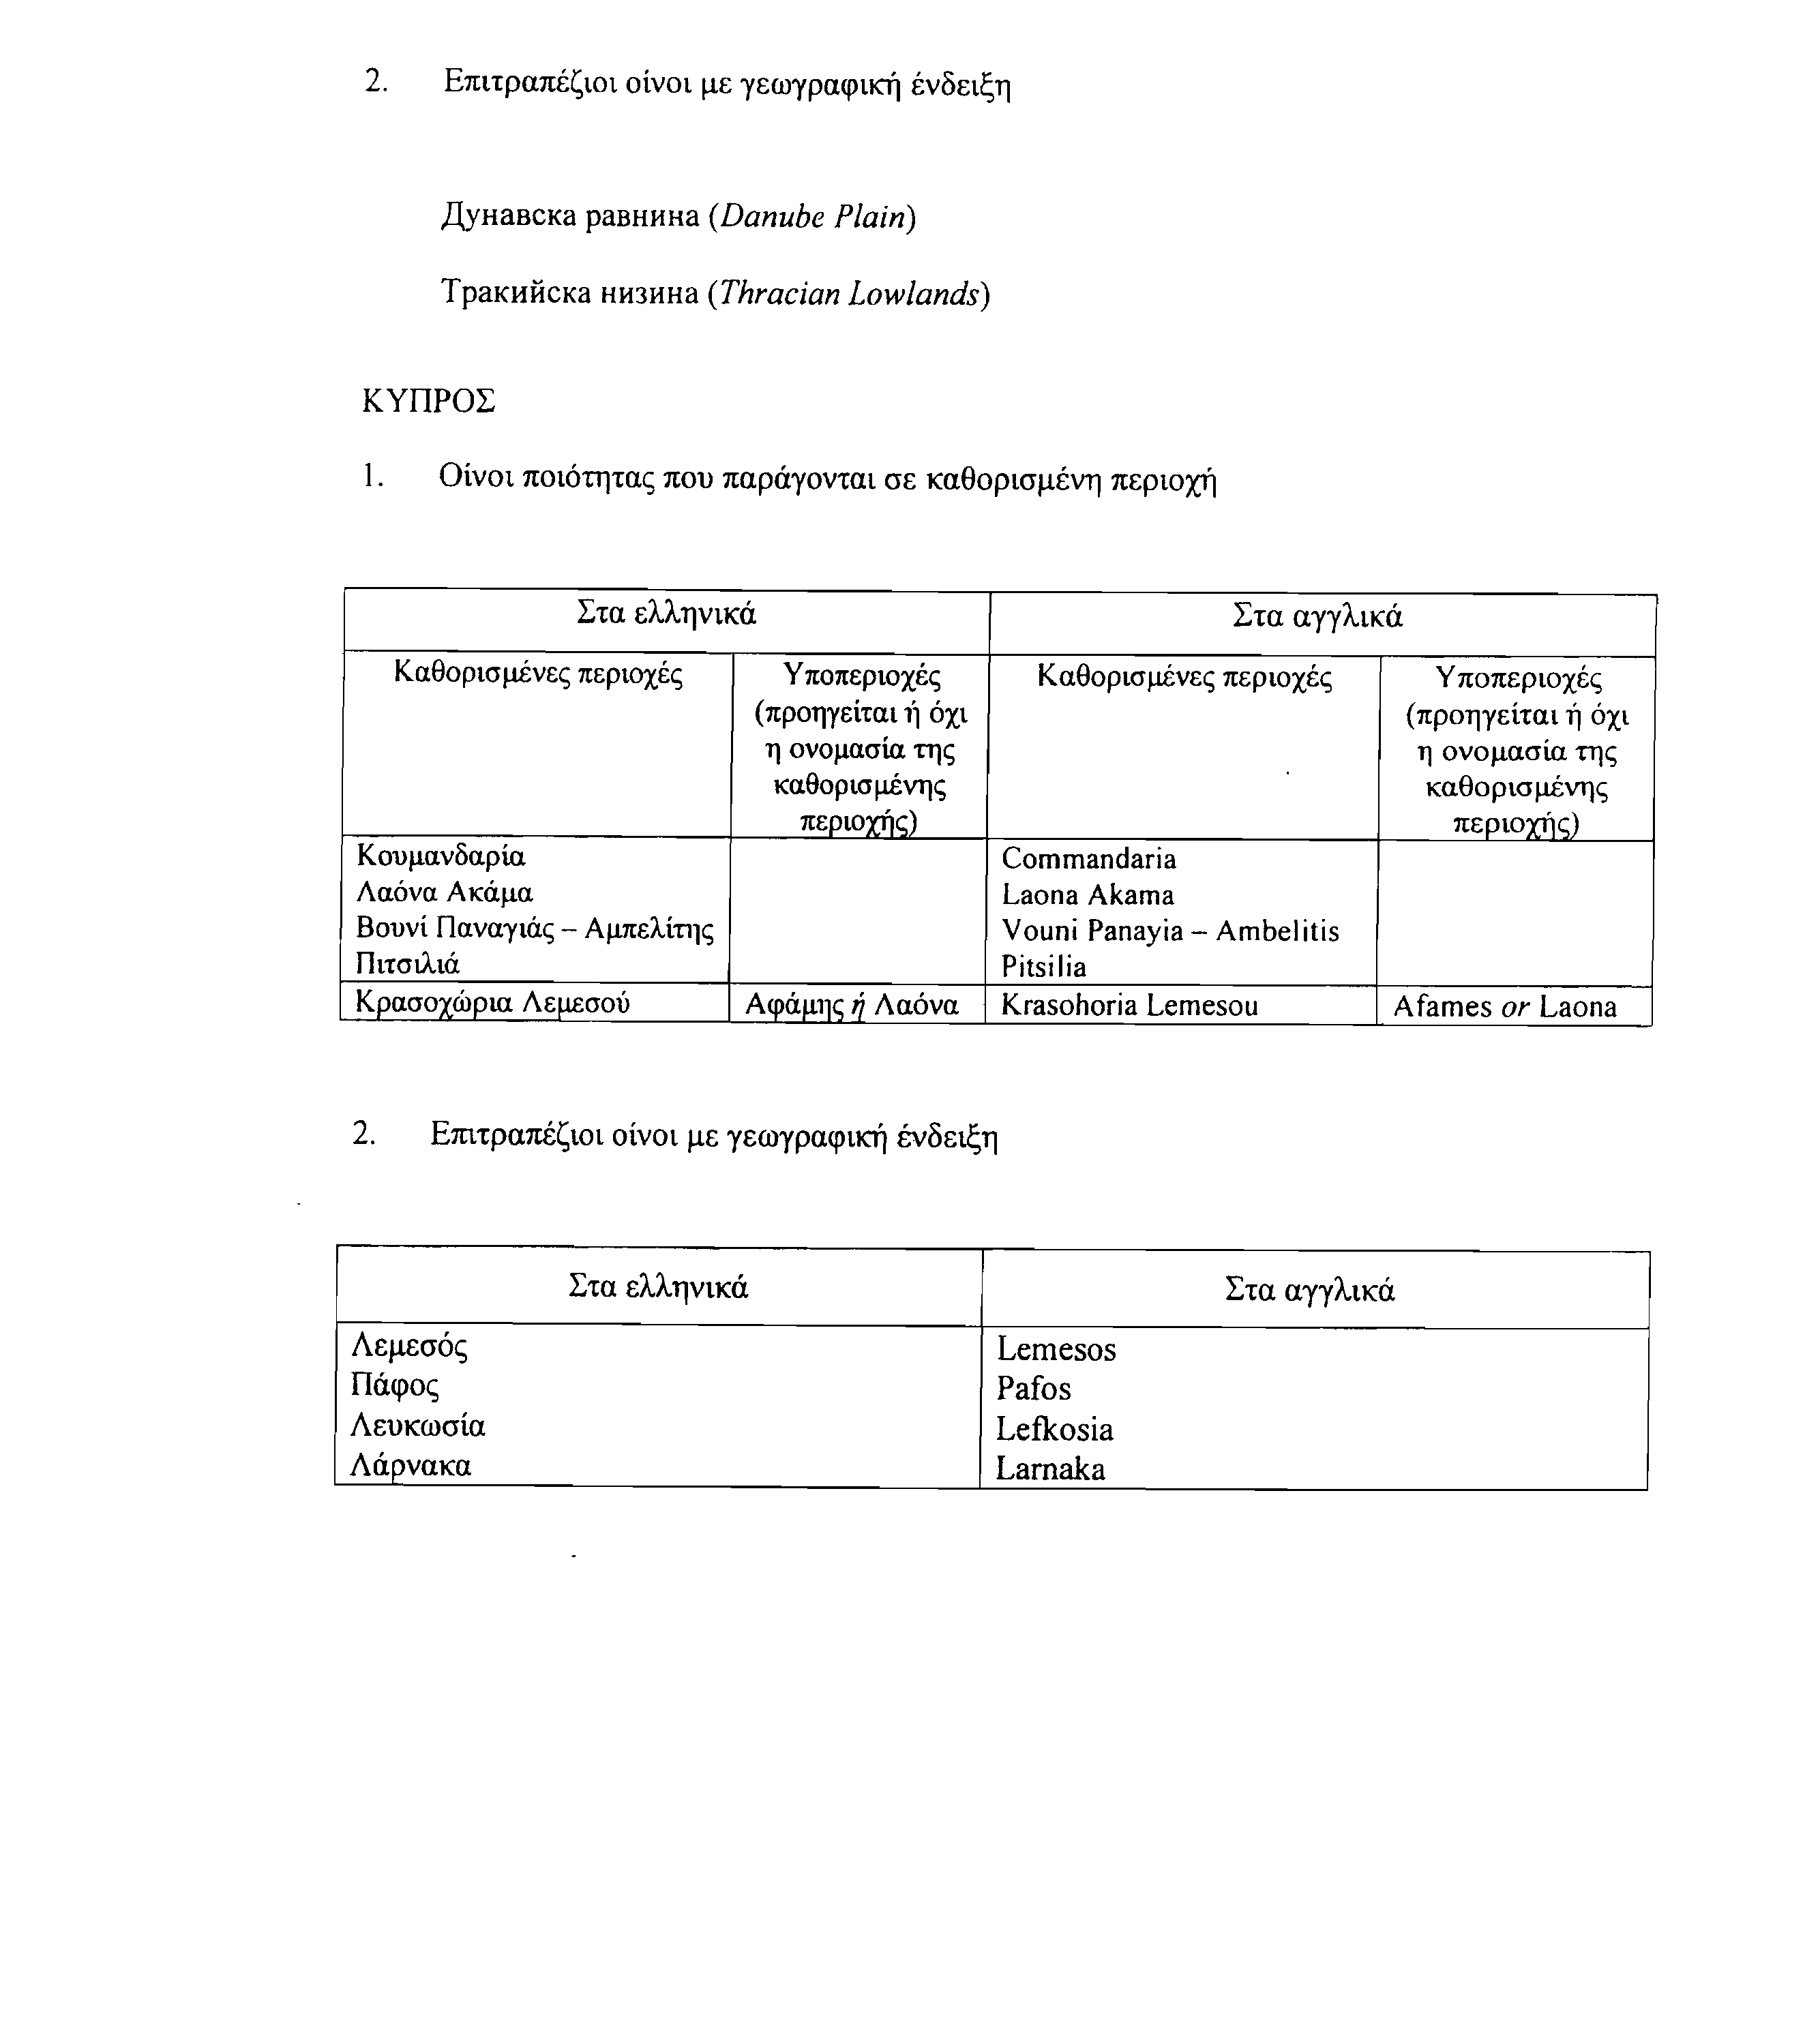 2. Επιτραπέζιοι οίνοι με γεωγραφική ένδειξη
Дунавска равнина (Danube Plain)
Тракийска низина (Thracian Lowlands)
ΚΥΠΡΟΣ
1. Οίνοι ποιότητας που παράγονται σε καθορισμένη περιοχή
Στα ελληνικά Στα αγγλικά
Καθορισμένες περιοχές Υποπεριοχές Καθορισμένες περιοχές Υποπεριοχές
(προηγείται ή όχι (προηγείται ή όχι
η ονομασία της η ονομασία της
καθορισμένης καθορισμένης
περιοχής) περιοχής)
Κουμανδαρία Commandaria
Λαόνα Ακάμα Laona Akama
Βουνί Παναγιάς – Αμπελίτης Vouni Panayia – Ambelitis
Πιτσιλιά Pitsilia
Κρασοχώρια Λεμεσού Αφάμης ή Λαόνα Krasohoria Lemesou Afames or Laona
2. Επιτραπέζιοι οίνοι με γεωγραφική ένδειξη
Στα ελληνικά Στα αγγλικά
Λεμεσός Lemesos
Πάφος Pafos
Λευκωσία Lefkosia
Λάρνακα Larnaka